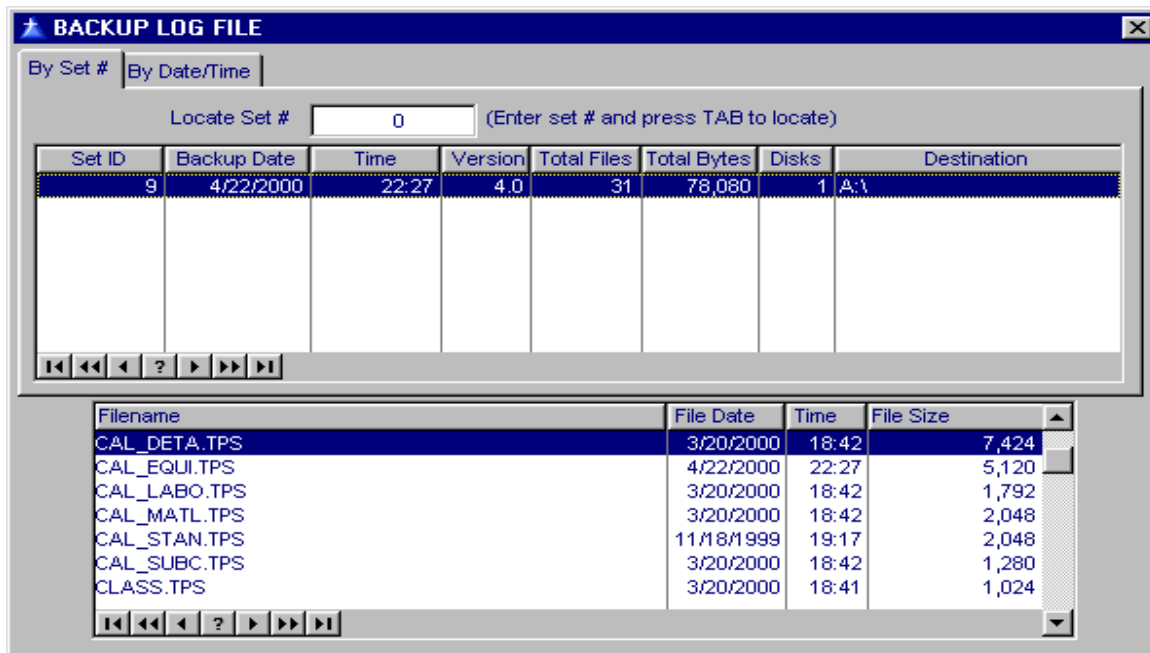 BACKUP LOG FILE
By Set # By Date/Time
Locate Set # 0 (Enter set # and press TAB to locate)
Set ID Backup Date Time Version Total Files Total Bytes Disks Destination
9 4/22/2000 22:27 4.0 31 78,080 1 A:\
?
Filename File Date Time File Size
CAL_DETA.TPS 3/20/2000 18:42 7,424
CAL_EQUI.TPS 4/22/2000 22:27 5,120
CAL_LABO.TPS 3/20/2000 18:42 1,792
CAL_MATL.TPS 3/20/2000 18:42 2,048
CAL_STAN.TPS 11/18/1999 19:17 2,048
CAL_SUBC.TPS 3/20/2000 18:42 1,280
CLASS.TPS 3/20/2000 18:41 1,024
?